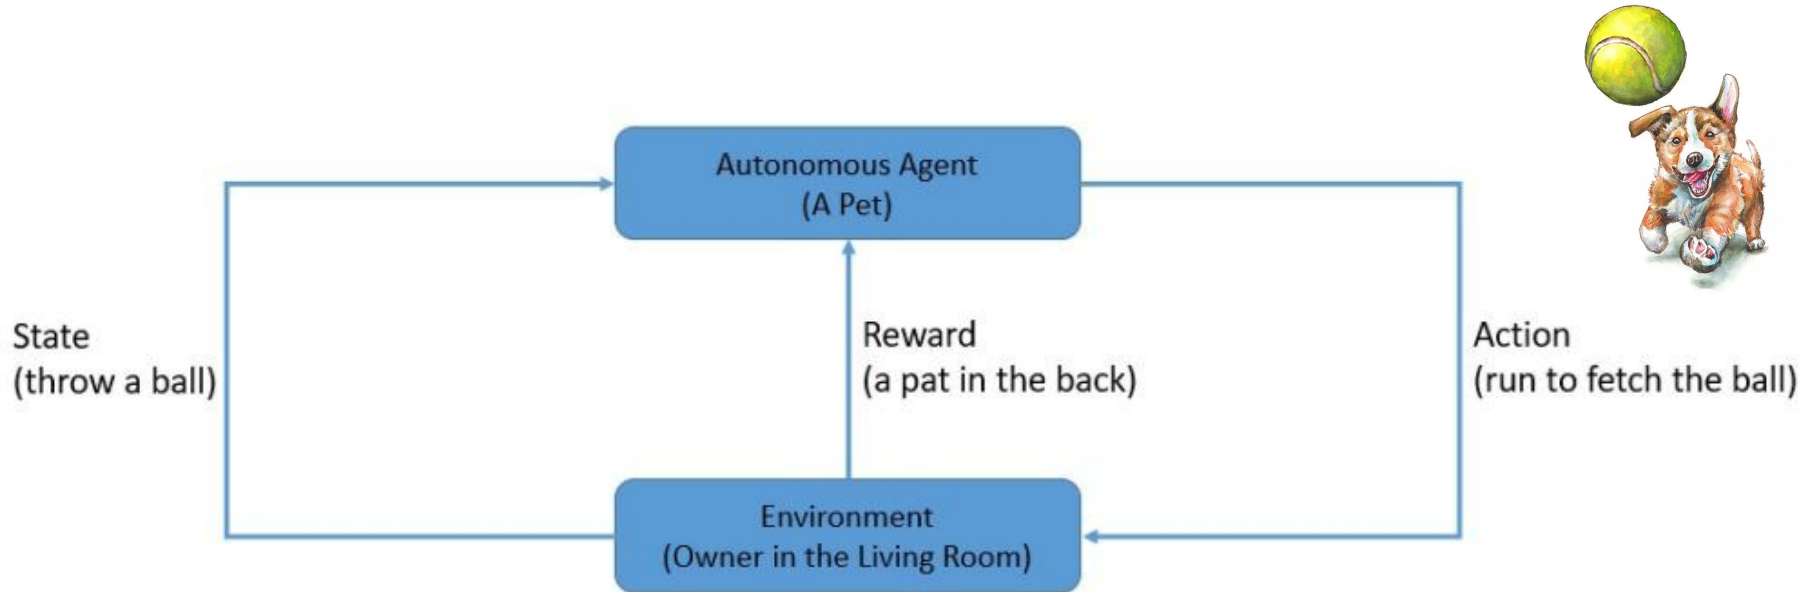 Autonomous Agent
(A Pet)
State
(throw a ball)
Reward
(a pat in the back)
Action
(run to fetch the ball)
Environment
(Owner in the Living Room)